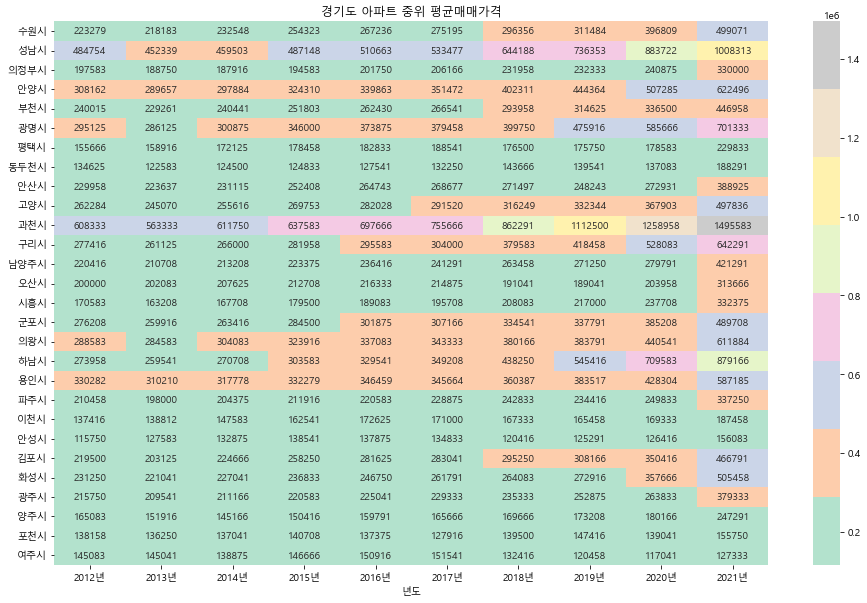 경기도 아파트 중위 평균매매가격
1e6
수원시 223279 218183 232548 254323 267236 275195 296356 311484 396809 499071
성남시 484754 452339 459503 487148 510663 533477 644188 736353 883722 1008313
의정부시 197583 188750 187916 194583 201750 206166 231958 232333 240875 330000
안양시 308162 289657 297884 324310 339863 351472 402311 444364 507285 622496
부천시 240015 229261 240441 251803 262430 266541 293958 314625 336500 446958
광명시 295125 286125 300875 346000 373875 379458 399750 475916 585666 701333
평택시 155666 158916 172125 178458 182833 188541 176500 175750 178583 229833
동두천시 134625 122583 124500 124833 127541 132250 143666 139541 137083 188291
안산시 229958 223637 231115 252408 264743 268677 271497 248243 272931 388925
고양시 262284 245070 255616 269753 282028 291520 316249 332344 367903 497836
과천시 608333 563333 611750 637583 697666 755666 862291 1112500 1258958 1495583
구리시 277416 261125 266000 281958 295583 304000 379583 418458 528083 642291
남양주시 220416 210708 213208 223375 236416 241291 263458 271250 279791 421291
오산시 200000 202083 207625 212708 216333 214875 191041 189041 203958 313666
시흥시 170583 163208 167708 179500 189083 195708 208083 217000 237708 332375
군포시 276208 259916 263416 284500 301875 307166 334541 337791 385208 489708
의왕시 288583 284583 304083 323916 337083 343333 380166 383791 440541 611884
하남시 273958 259541 270708 303583 329541 349208 438250 545416 709583 879166
용인시 330282 310210 317778 332279 346459 345664 360387 383517 428304 587185
파주시 210458 198000 204375 211916 220583 228875 242833 234416 249833 337250
이천시 137416 138812 147583 162541 172625 171000 167333 165458 169333 187458
안성시 115750 127583 132875 138541 137875 134833 120416 125291 126416 156083
김포시 219500 203125 224666 258250 281625 283041 295250 308166 350416 466791
화성시 231250 221041 227041 236833 246750 261791 264083 272916 357666 505458
광주시 215750 209541 211166 220583 225041 229333 235333 252875 263833 379333
양주시 165083 151916 145166 150416 159791 165666 169666 173208 180166 247291
포천시 138158 136250 137041 140708 137375 127916 139500 147416 139041 155750
여주시 145083 145041 138875 146666 150916 151541 132416 120458 117041 127333
2012년 2013년 2014년 2015년 2016년 2017년 2018년 2019년 2020년 2021년
년도
1.4
1.2
1.0
0.8
0.6
0.4
0.2